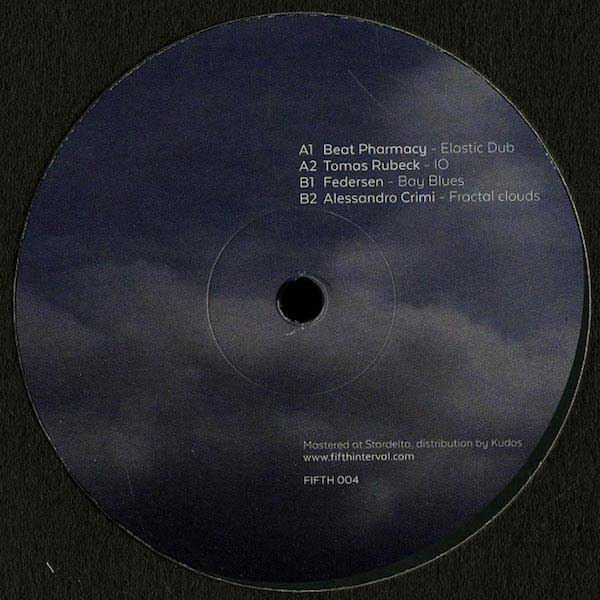 A1 Beat Pharmacy - Elastic Dub
A2 Tomas Rubeck - IO
B1 Federsen - Bay Blues
B2 Alessandro Crimi - Fractal clouds
Mastered at Stardelta, distribution by Kudos
www.fifthinterval.com
FIFTH 004